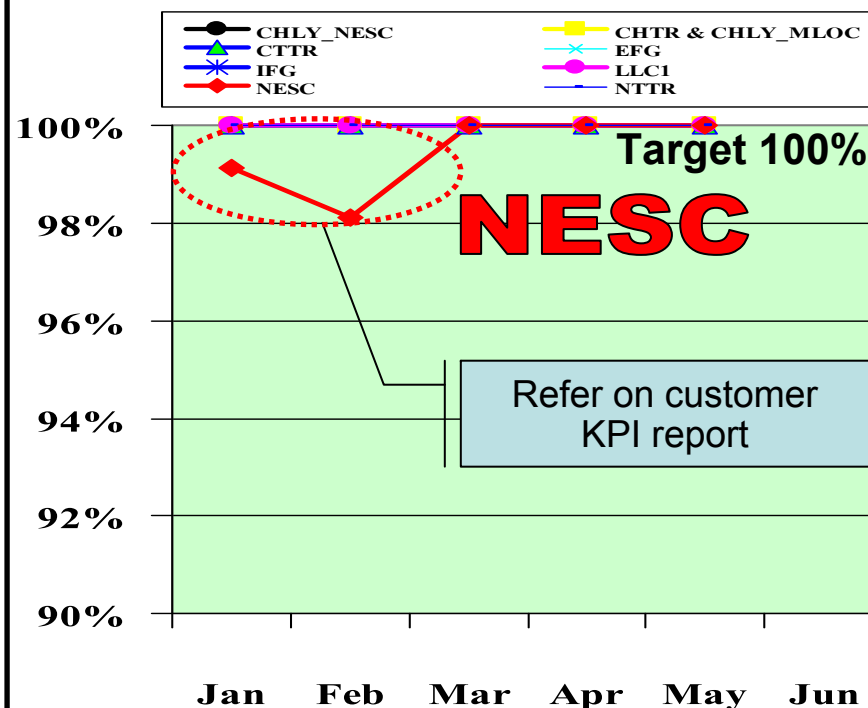 CHLY_NESC
CHTR & CHLY_MLOC
CTTR
EFG
IFG
LLC1
NESC
NTTR
100%
Target 100%
NESC
98%
96%
Refer on customer
KPI report
94%
92%
90%
Jan Feb Mar Apr May Jun